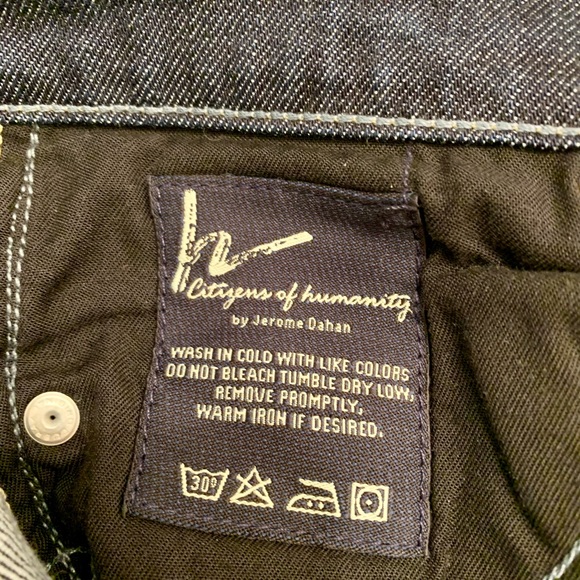 h
Citizens of humanity
by Jerome Dahan
WASH IN COLD WITH LIKE COLORS
DO NOT BLEACH TUMBLE DRY LOW,
REMOVE PROMPTLY,
WARM IRON IF DESIRED.
30º